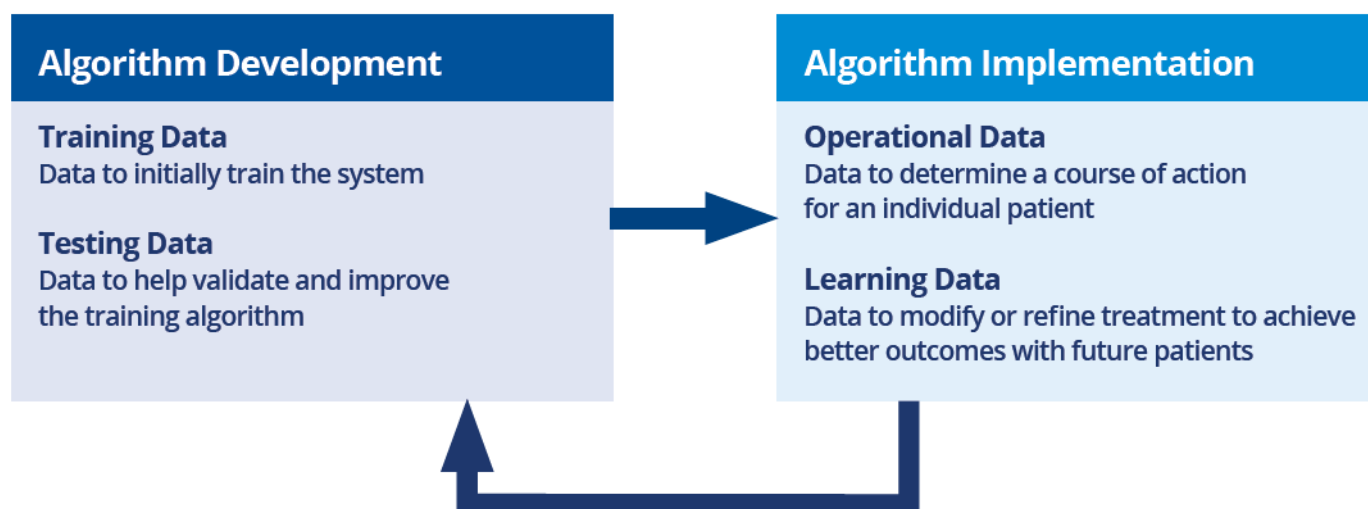 Algorithm Development
Training Data
Data to initially train the system
Testing Data
Data to help validate and improve
the training algorithm
Algorithm Implementation
Operational Data
Data to determine a course of action
for an individual patient
Learning Data
Data to modify or refine treatment to achieve
better outcomes with future patients